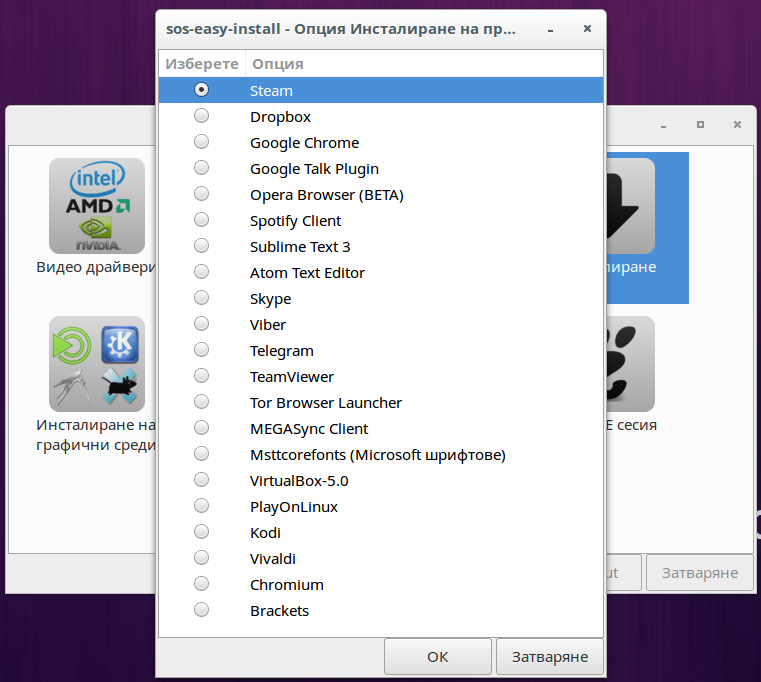 sos-easy-install - Опция Инсталиране на пр...
Изберете Опция
Steam
Dropbox
Google Chrome
Google Talk Plugin
Opera Browser (BETA)
Spotify Client
Sublime Text 3
Atom Text Editor
Skype
Viber
Telegram
TeamViewer
Tor Browser Launcher
MEGASync Client
Msttcorefonts (Microsoft шрифтове)
VirtualBox-5.0
PlayOnLinux
Kodi
Vivaldi
Chromium
Brackets
OK Затваряне
intel
AMD
NVIDIA
Видео драйвери
Инсталиране на
графични среди
лиране
E сесия
ut Затваряне